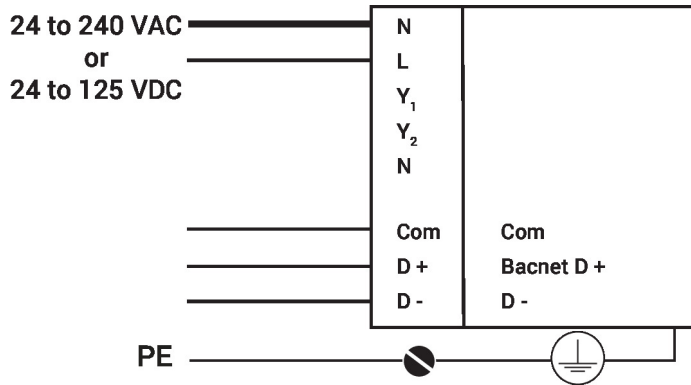 24 to 240 VAC
or
24 to 125 VDC
N
L
Y1
Y2
N
Com Com
D + Bacnet D +
D - D -
PE